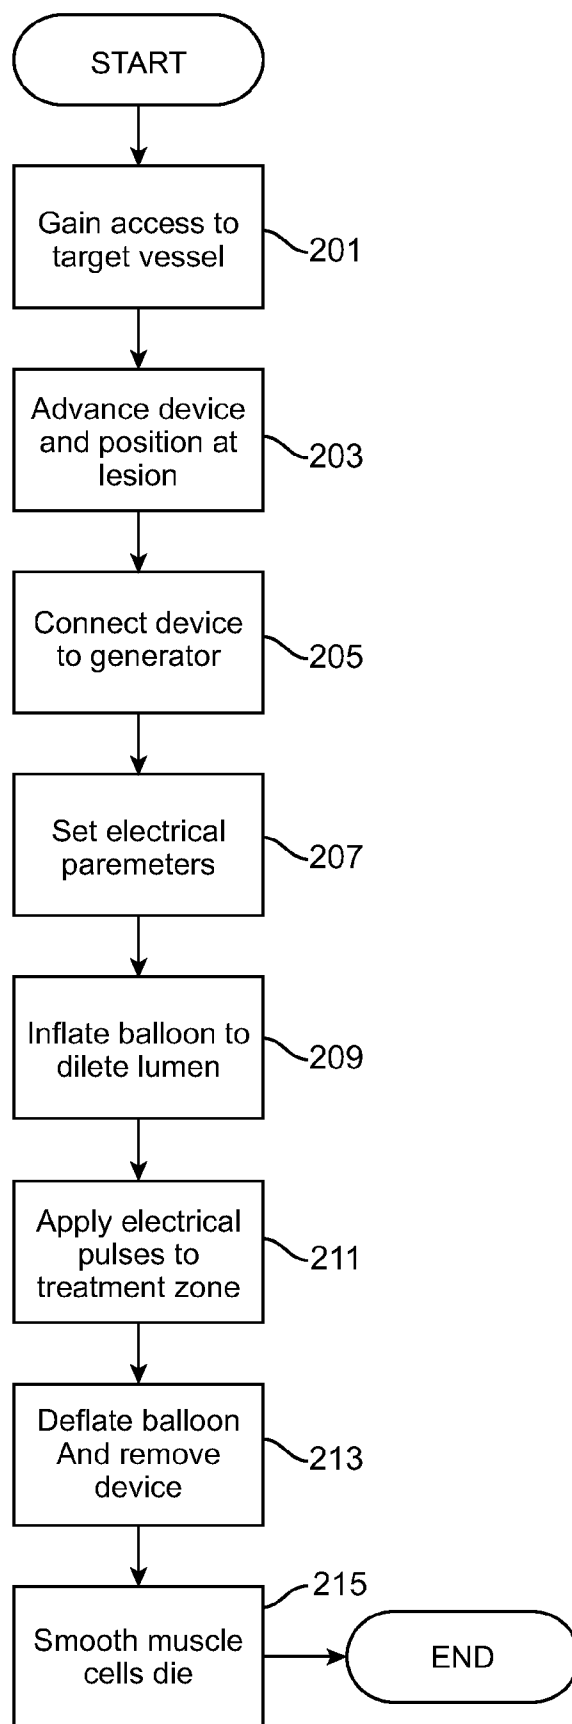 START
Gain access to
target vessel
201
Advance device
and position at
lesion
203
Connect device
to generator
205
Set electrical
paremeters
207
Inflate balloon to
dilete lumen
209
Apply electrical
pulses to
treatment zone
211
Deflate balloon
And remove
device
213
215
Smooth muscle
cells die
END